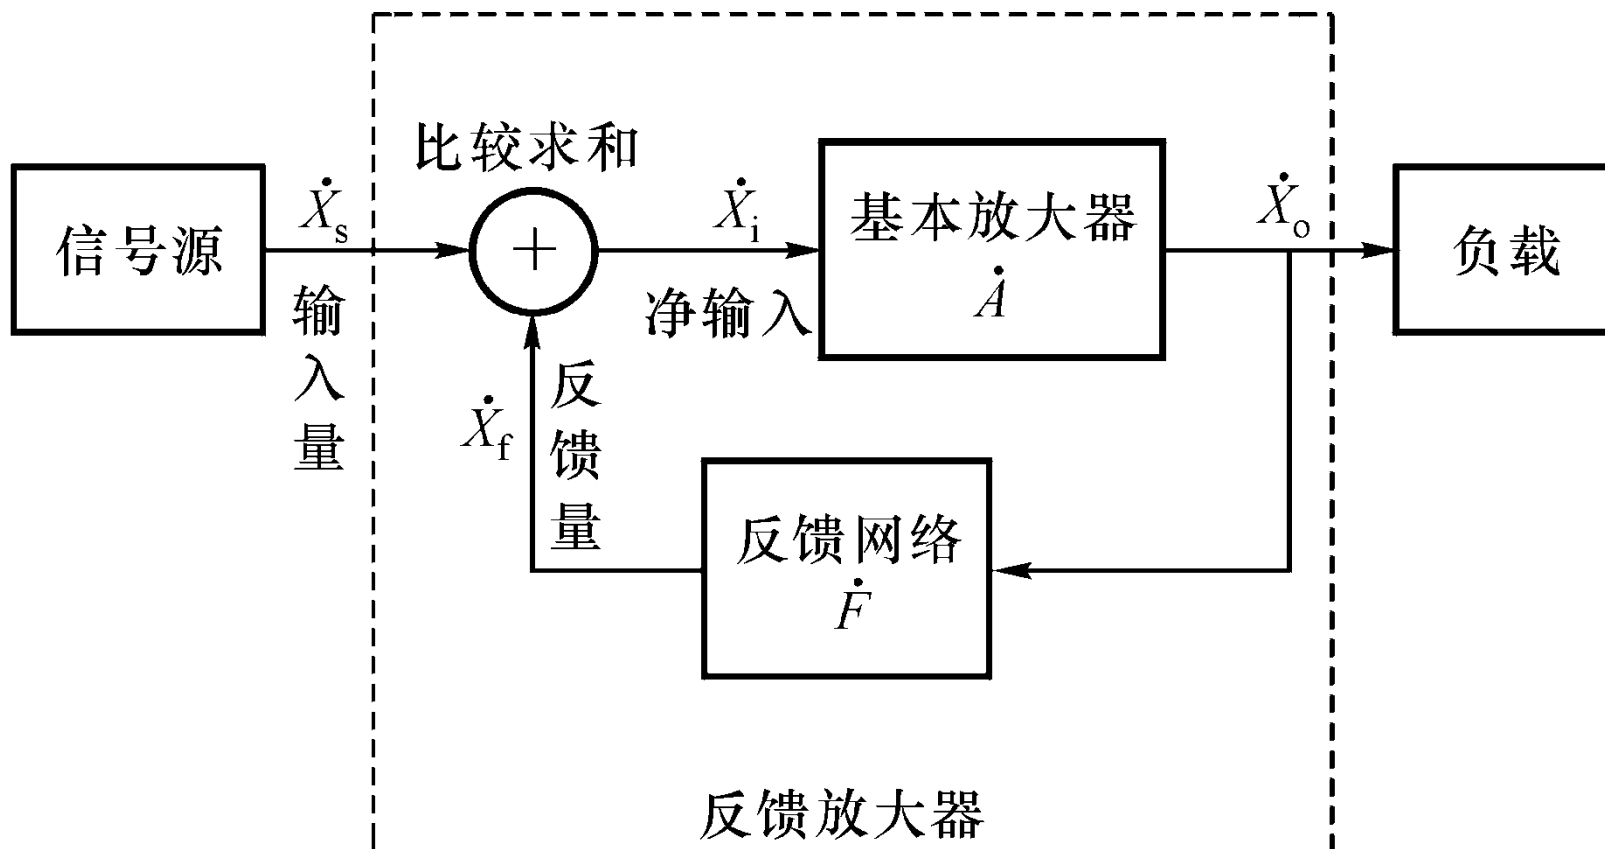 比较求和
信号源
Ẋs
输入量
+
Ẋi
净输入
基本放大器
Ȧ
Ẋo
负载
Ẋf
反馈量
反馈网络
Ḟ
反馈放大器